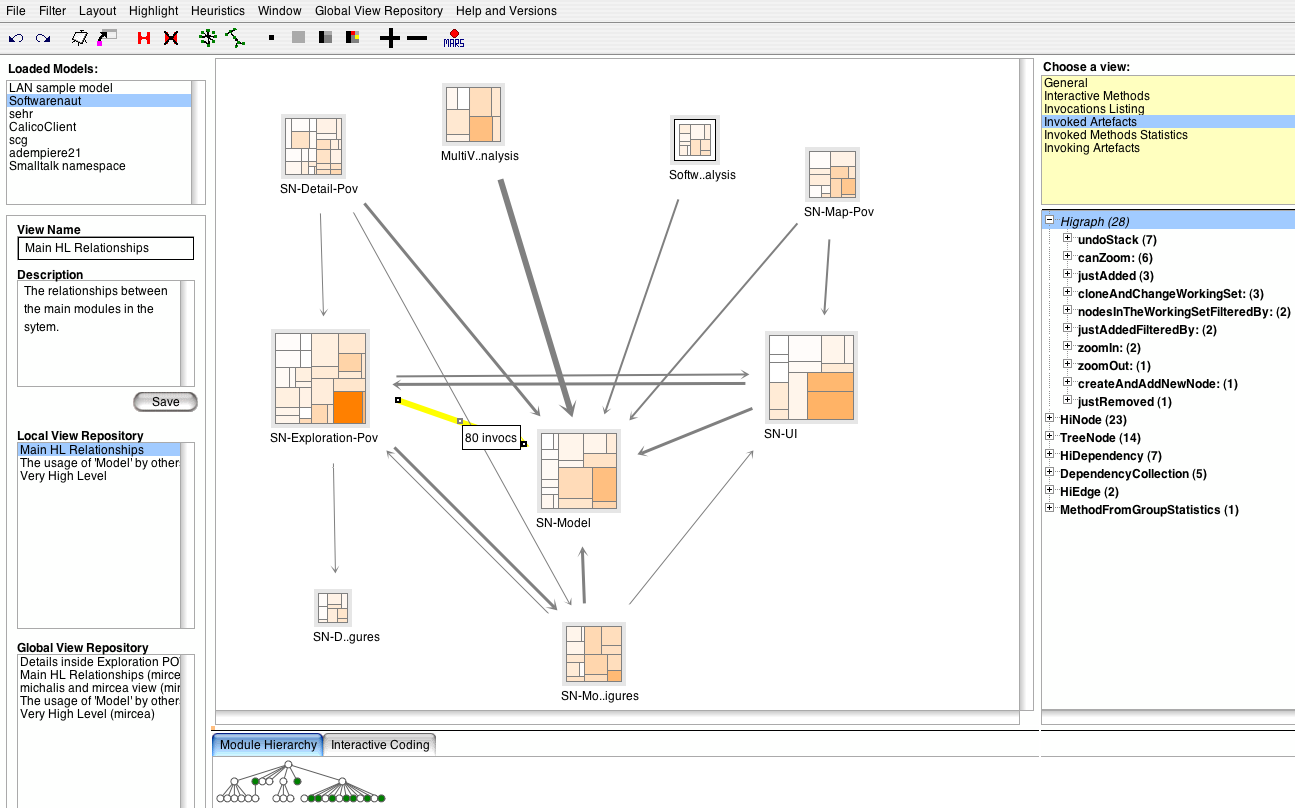 File Filter Layout Highlight Heuristics Window Global View Repository Help and Versions
MARS
Loaded Models:
LAN sample model
Softwarenaut
sehr
CalicoClient
scg
adempiere21
Smalltalk namespace
View Name
Main HL Relationships
Description
The relationships between
the main modules in the
sytem.
Save
Local View Repository
Main HL Relationships
The usage of 'Model' by other
Very High Level
Global View Repository
Details inside Exploration PO
Main HL Relationships (mirce
michalis and mircea view (mir
The usage of 'Model' by other
Very High Level (mircea)
MultiV..nalysis
Softw..alysis
SN-Detail-Pov
SN-Map-Pov
SN-Exploration-Pov
80 invocs
SN-UI
SN-Model
SN-D..gures
SN-Mo..igures
Module Hierarchy Interactive Coding
Choose a view:
General
Interactive Methods
Invocations Listing
Invoked Artefacts
Invoked Methods Statistics
Invoking Artefacts
Higraph (28)
undoStack (7)
canZoom: (6)
justAdded (3)
cloneAndChangeWorkingSet: (3)
nodesInTheWorkingSetFilteredBy: (2)
justAddedFilteredBy: (2)
zoomIn: (2)
zoomOut: (1)
createAndAddNewNode: (1)
justRemoved (1)
HiNode (23)
TreeNode (14)
HiDependency (7)
DependencyCollection (5)
HiEdge (2)
MethodFromGroupStatistics (1)